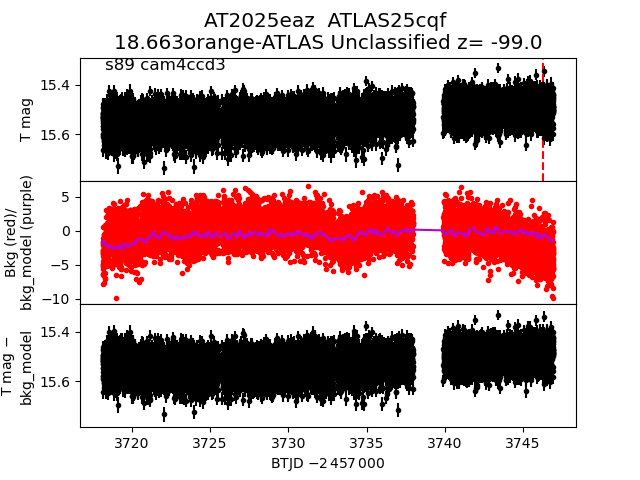 AT2025eaz  ATLAS25cqf
18.663orange-ATLAS Unclassified z= -99.0
s89 cam4ccd3
T mag
15.4
15.6
Bkg (red)/
bkg_model (purple)
5
0
−5
−10
T mag −
bkg_model
15.4
15.6
3720 3725 3730 3735 3740 3745
BTJD −2 457 000